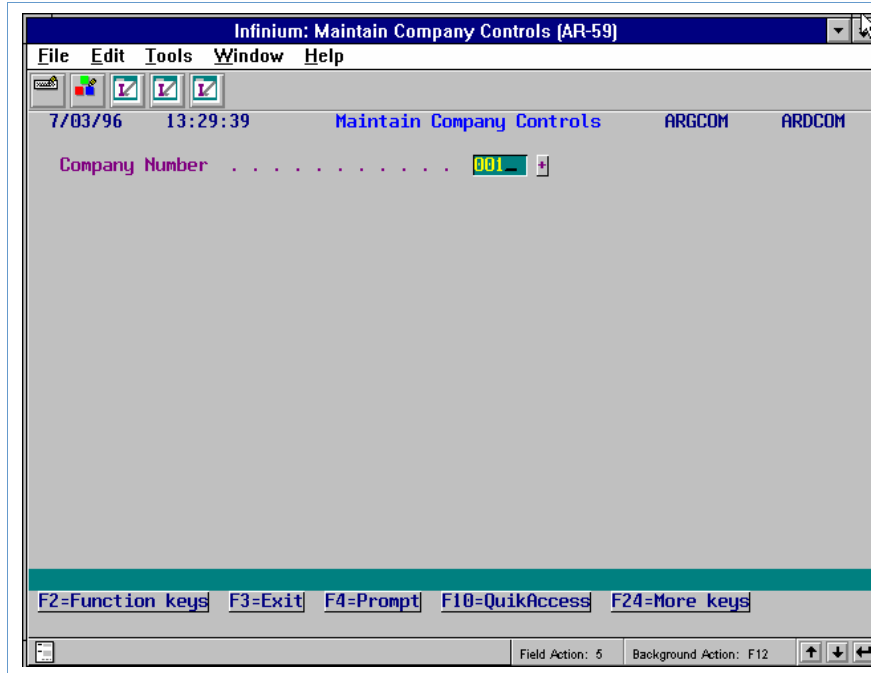 Infinium: Maintain Company Controls (AR-59)
File Edit Tools Window Help
7/03/96 13:29:39 Maintain Company Controls ARGCOM ARDCOM
Company Number . . . . . . . . . . . 001_ +
F2=Function keys F3=Exit F4=Prompt F10=QuikAccess F24=More keys
Field Action: 5 Background Action: F12